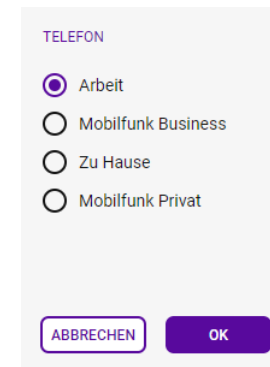 TELEFON
Arbeit
Mobilfunk Business
Zu Hause
Mobilfunk Privat
ABBRECHEN OK